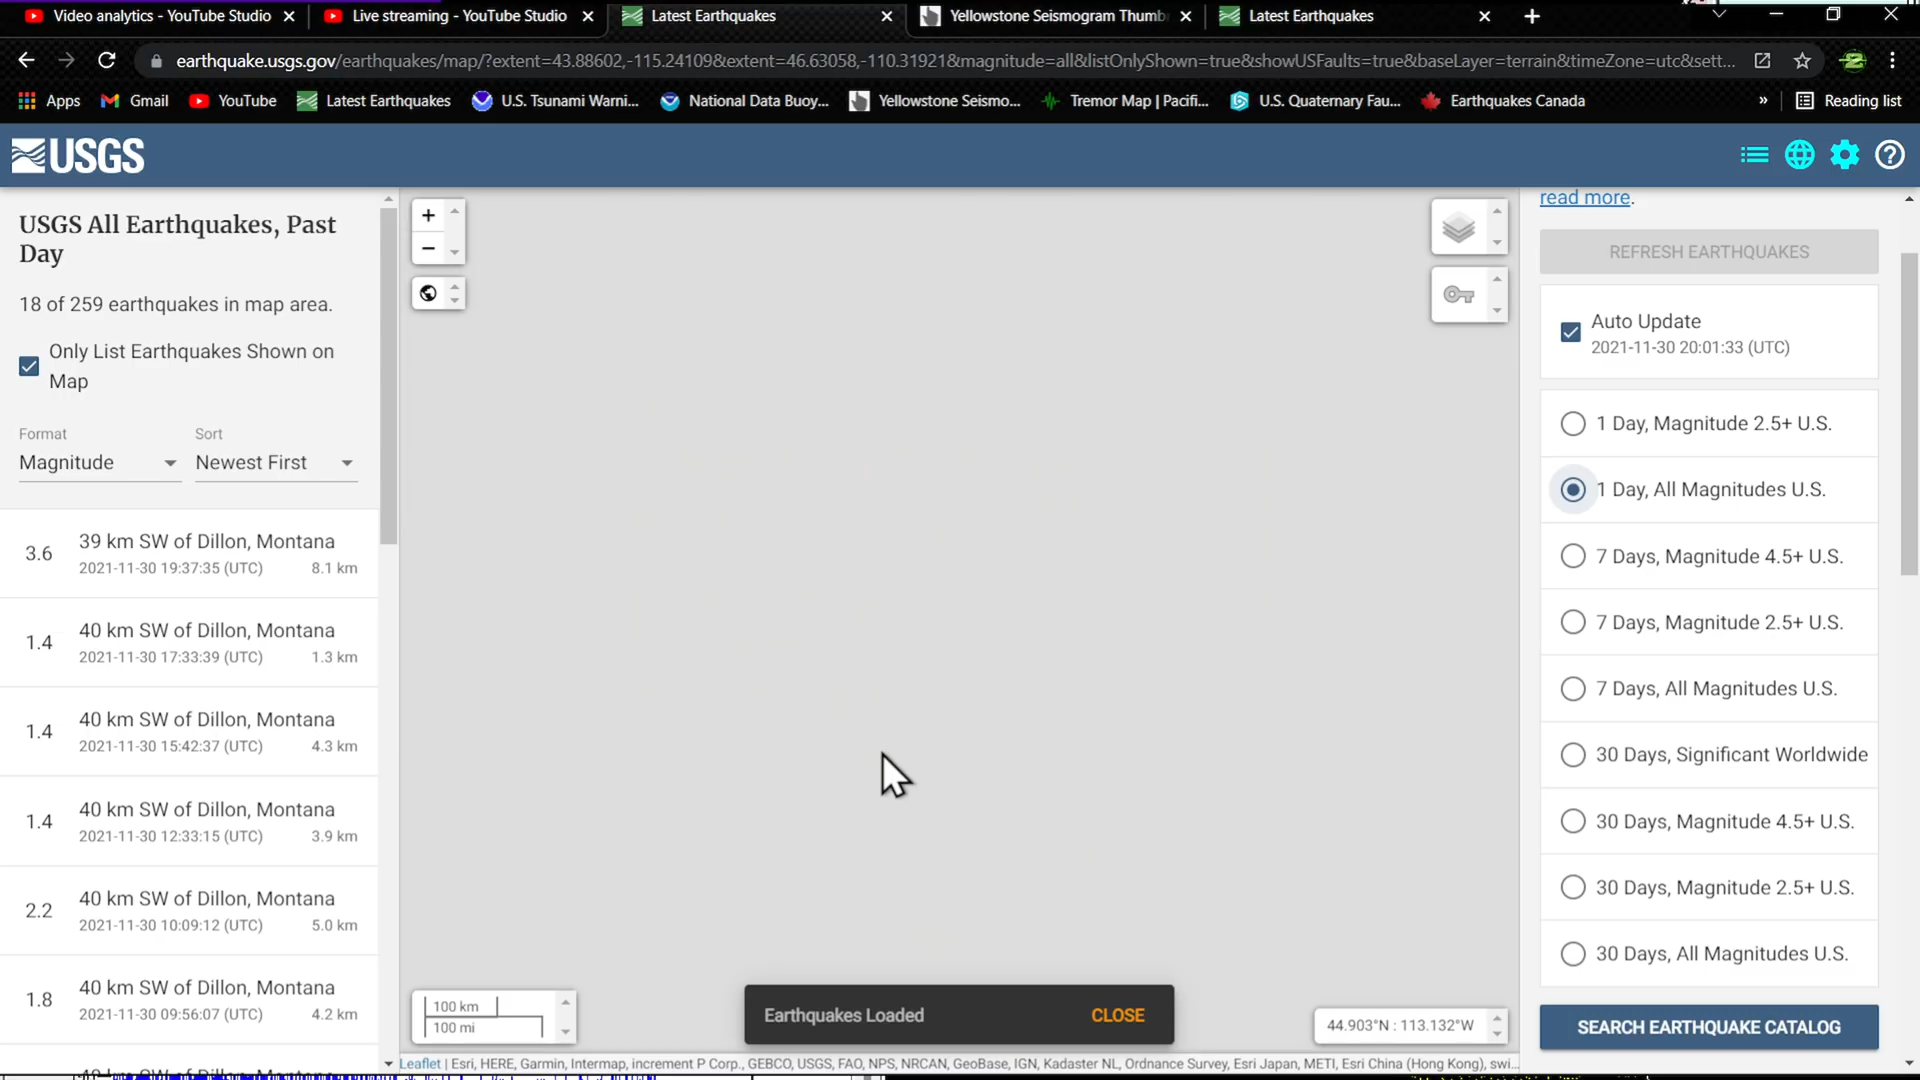 Video analytics - YouTube Studio
Live streaming - YouTube Studio
Latest Earthquakes
Yellowstone Seismogram Thumb
Latest Earthquakes
earthquake.usgs.gov/earthquakes/map/?extent=43.88602,-115.24109&extent=46.63058,-110.31921&magnitude=all&listOnlyShown=true&showUSFaults=true&baseLayer=terrain&timeZone=utc&sett...
Apps
Gmail
YouTube
Latest Earthquakes
U.S. Tsunami Warni...
National Data Buoy...
Yellowstone Seismo...
Tremor Map | Pacifi...
U.S. Quaternary Fau...
Earthquakes Canada
»
Reading list
USGS
USGS All Earthquakes, Past
Day
18 of 259 earthquakes in map area.
Only List Earthquakes Shown on
Map
Format
Sort
Magnitude
Newest First
3.6
39 km SW of Dillon, Montana
2021-11-30 19:37:35 (UTC) 8.1 km
1.4
40 km SW of Dillon, Montana
2021-11-30 17:33:39 (UTC) 1.3 km
1.4
40 km SW of Dillon, Montana
2021-11-30 15:42:37 (UTC) 4.3 km
1.4
40 km SW of Dillon, Montana
2021-11-30 12:33:15 (UTC) 3.9 km
2.2
40 km SW of Dillon, Montana
2021-11-30 10:09:12 (UTC) 5.0 km
1.8
40 km SW of Dillon, Montana
2021-11-30 09:56:07 (UTC) 4.2 km
+
−
100 km
100 mi
Earthquakes Loaded CLOSE
44.903°N : 113.132°W
Leaflet | Esri, HERE, Garmin, Intermap, increment P Corp., GEBCO, USGS, FAO, NPS, NRCAN, GeoBase, IGN, Kadaster NL, Ordnance Survey, Esri Japan, METI, Esri China (Hong Kong), swi...
read more.
REFRESH EARTHQUAKES
Auto Update
2021-11-30 20:01:33 (UTC)
1 Day, Magnitude 2.5+ U.S.
1 Day, All Magnitudes U.S.
7 Days, Magnitude 4.5+ U.S.
7 Days, Magnitude 2.5+ U.S.
7 Days, All Magnitudes U.S.
30 Days, Significant Worldwide
30 Days, Magnitude 4.5+ U.S.
30 Days, Magnitude 2.5+ U.S.
30 Days, All Magnitudes U.S.
SEARCH EARTHQUAKE CATALOG